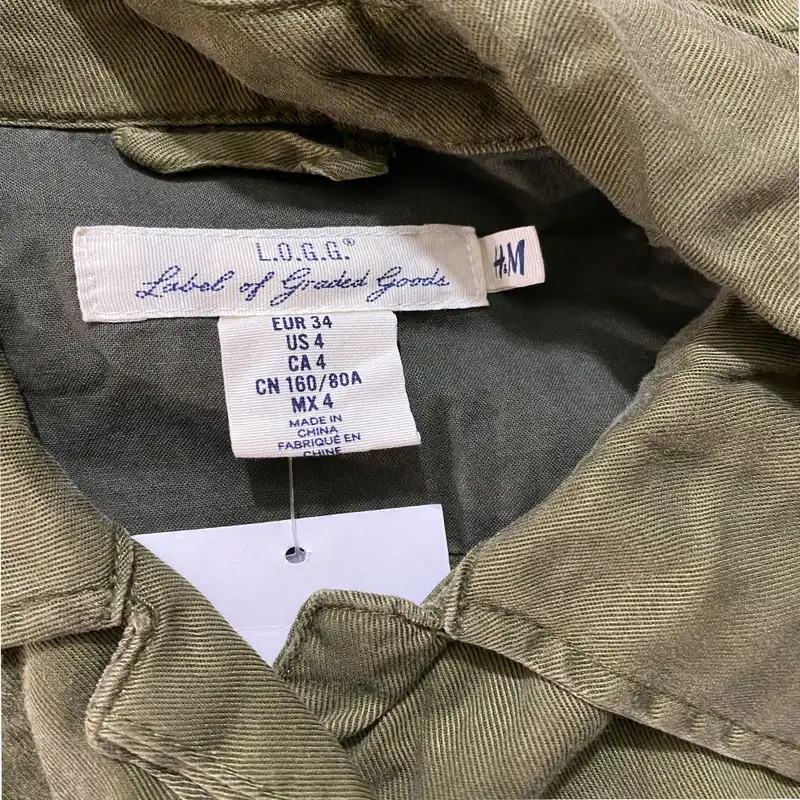 L.O.G.G.®
Label of Graded Goods
H&M
EUR 34
US 4
CA 4
CN 160/80A
MX 4
MADE IN
CHINA
FABRIQUÉ EN
CHINE